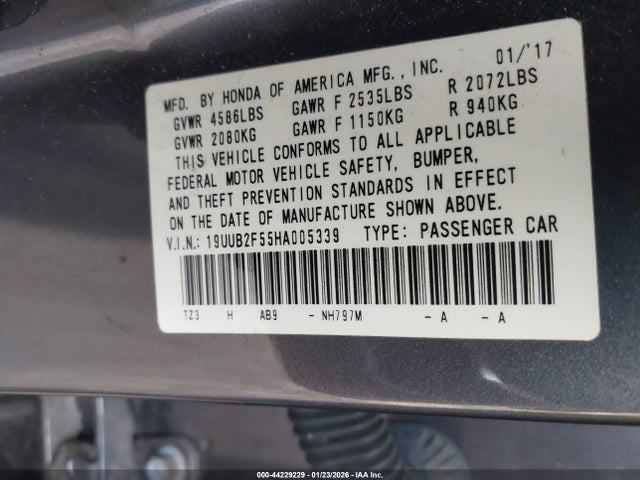 MFD. BY HONDA OF AMERICA MFG., INC. 01/'17
GVWR 4586LBS GAWR F 2535LBS R 2072LBS
GVWR 2080KG GAWR F 1150KG R 940KG
THIS VEHICLE CONFORMS TO ALL APPLICABLE
FEDERAL MOTOR VEHICLE SAFETY, BUMPER,
AND THEFT PREVENTION STANDARDS IN EFFECT
ON THE DATE OF MANUFACTURE SHOWN ABOVE.
V.I.N.: 19UUB2F55HA005339 TYPE: PASSENGER CAR
TZ3 H AB9 - NH797M - A - A
000-44229229 - 01/23/2026 - IAA Inc.